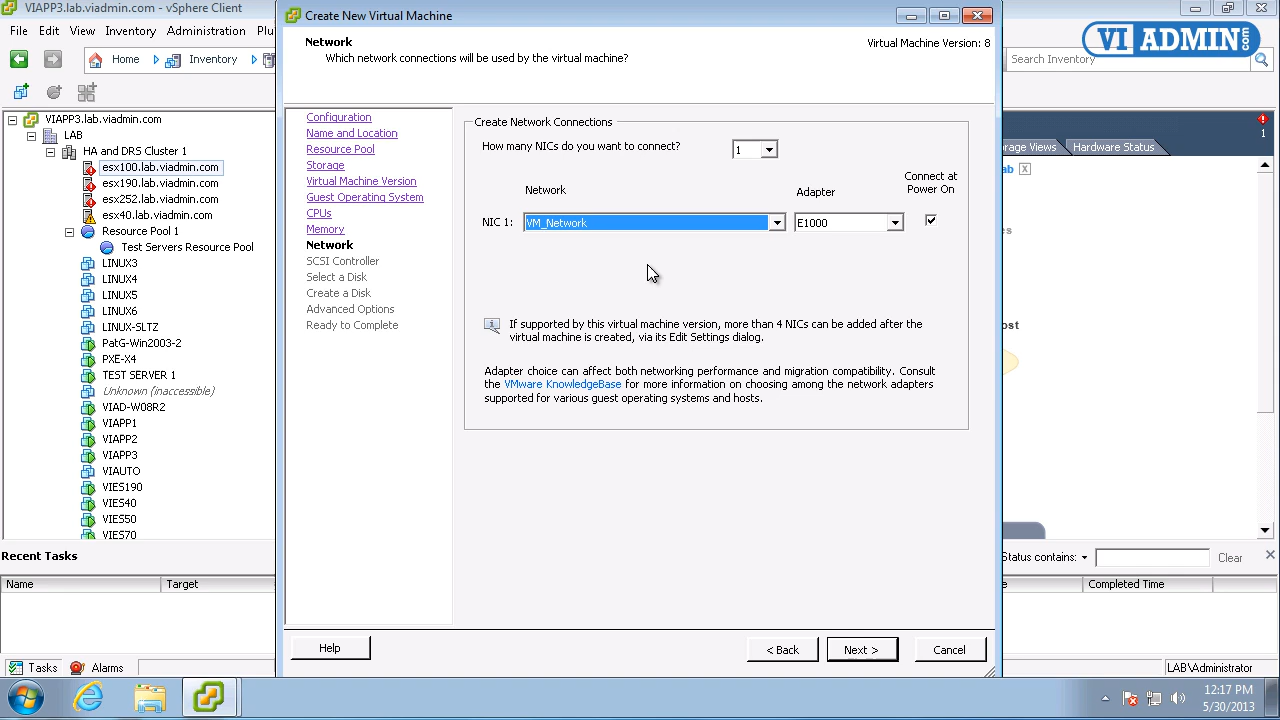 VIAPP3.lab.viadmin.com - vSphere Client
File Edit View Inventory Administration Plu
Home
Inventory
VIAPP3.lab.viadmin.com
LAB
HA and DRS Cluster 1
esx100.lab.viadmin.com
esx190.lab.viadmin.com
esx252.lab.viadmin.com
esx40.lab.viadmin.com
Resource Pool 1
Test Servers Resource Pool
LINUX3
LINUX4
LINUX5
LINUX6
LINUX-SLTZ
PatG-Win2003-2
PXE-X4
TEST SERVER 1
Unknown (inaccessible)
VIAD-W08R2
VIAPP1
VIAPP2
VIAPP3
VIAUTO
VIES190
VIES40
VIES50
VIES70
Create New Virtual Machine
Network
Which network connections will be used by the virtual machine?
Virtual Machine Version: 8
Configuration
Name and Location
Resource Pool
Storage
Virtual Machine Version
Guest Operating System
CPUs
Memory
Network
SCSI Controller
Select a Disk
Create a Disk
Advanced Options
Ready to Complete
Create Network Connections
How many NICs do you want to connect?
1
Network
Adapter
Connect at
Power On
NIC 1:
VM_Network
E1000
If supported by this virtual machine version, more than 4 NICs can be added after the
virtual machine is created, via its Edit Settings dialog.
Adapter choice can affect both networking performance and migration compatibility. Consult
the VMware KnowledgeBase for more information on choosing among the network adapters
supported for various guest operating systems and hosts.
Help
< Back
Next >
Cancel
VI ADMIN.com
Search Inventory
1
orage Views
Hardware Status
ab
es
ost
Recent Tasks
Name
Target
Status contains:
Clear
e
Completed Time
Tasks
Alarms
LAB\Administrator
12:17 PM
5/30/2013